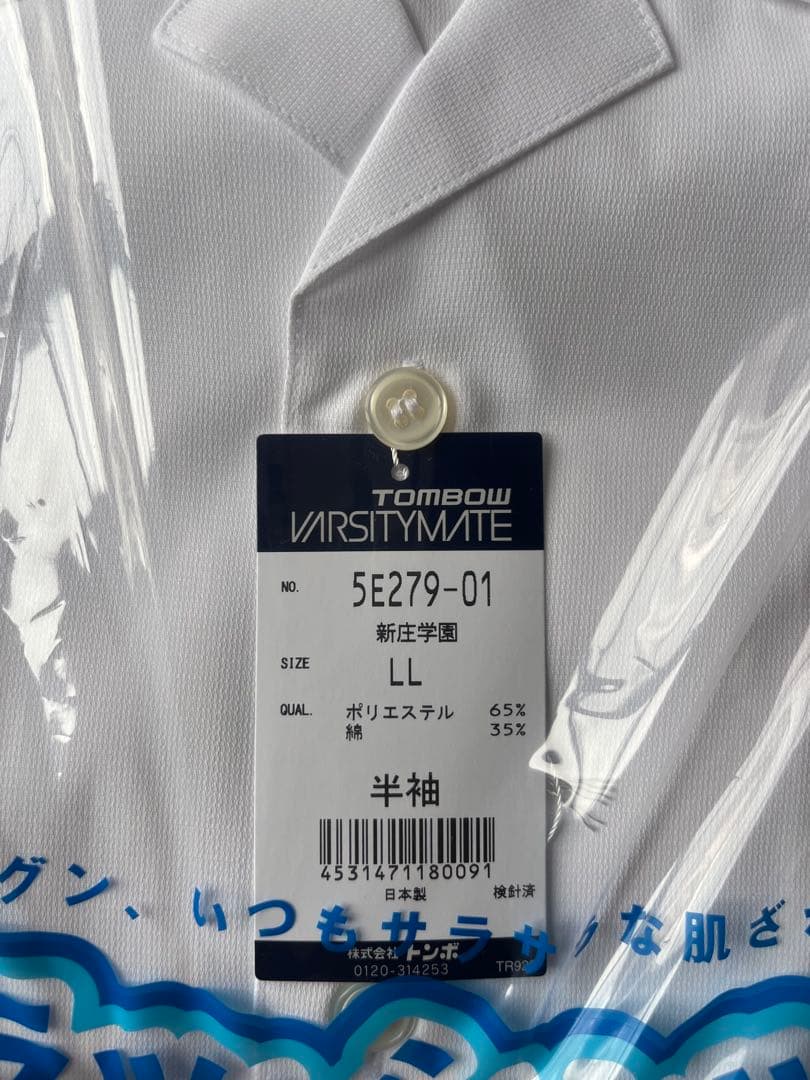 TOMBOW
VARSITYMATE
NO. 5E279-01
新庄学園
SIZE LL
QUAL. ポリエステル 65%
綿 35%
半袖
4531471180091
日本製 検針済
グン、いつもサラサ な肌ざ
株式会社 トンボ
0120-314253